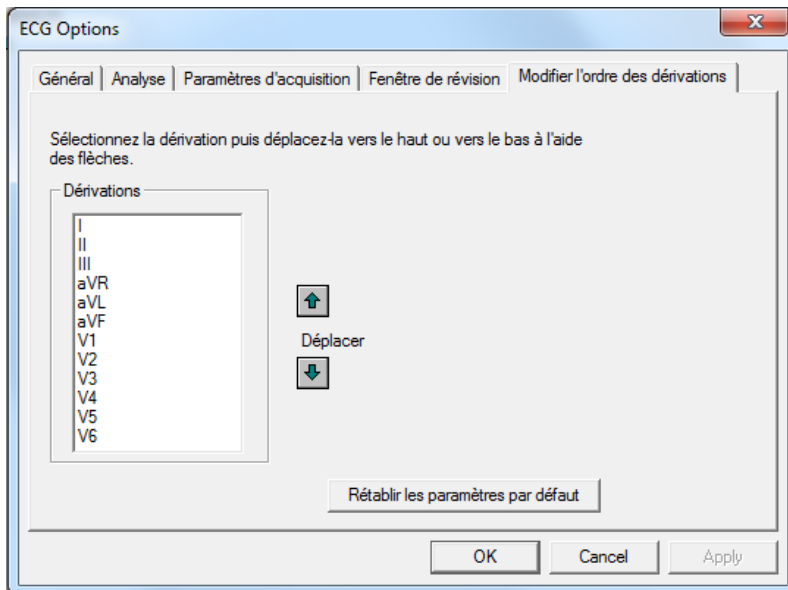 ECG Options
Général
Analyse
Paramètres d'acquisition
Fenêtre de révision
Modifier l'ordre des dérivations
Sélectionnez la dérivation puis déplacez-la vers le haut ou vers le bas à l'aide
des flèches.
Dérivations
I
II
III
aVR
aVL
aVF
V1
V2
V3
V4
V5
V6
Déplacer
Rétablir les paramètres par défaut
OK
Cancel
Apply